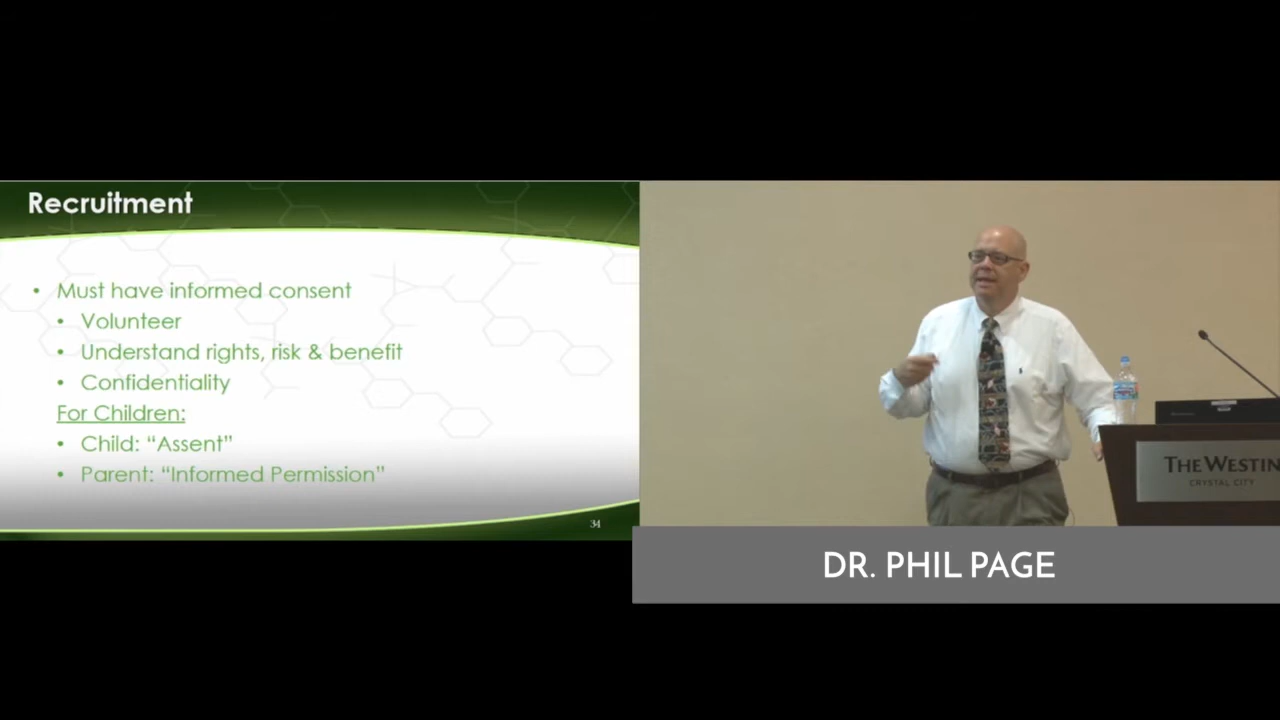 Recruitment
• Must have informed consent
• Volunteer
• Understand rights, risk & benefit
• Confidentiality
For Children:
• Child: “Assent”
• Parent: “Informed Permission”
34
THE WESTIN
CRYSTAL CITY
DR. PHIL PAGE